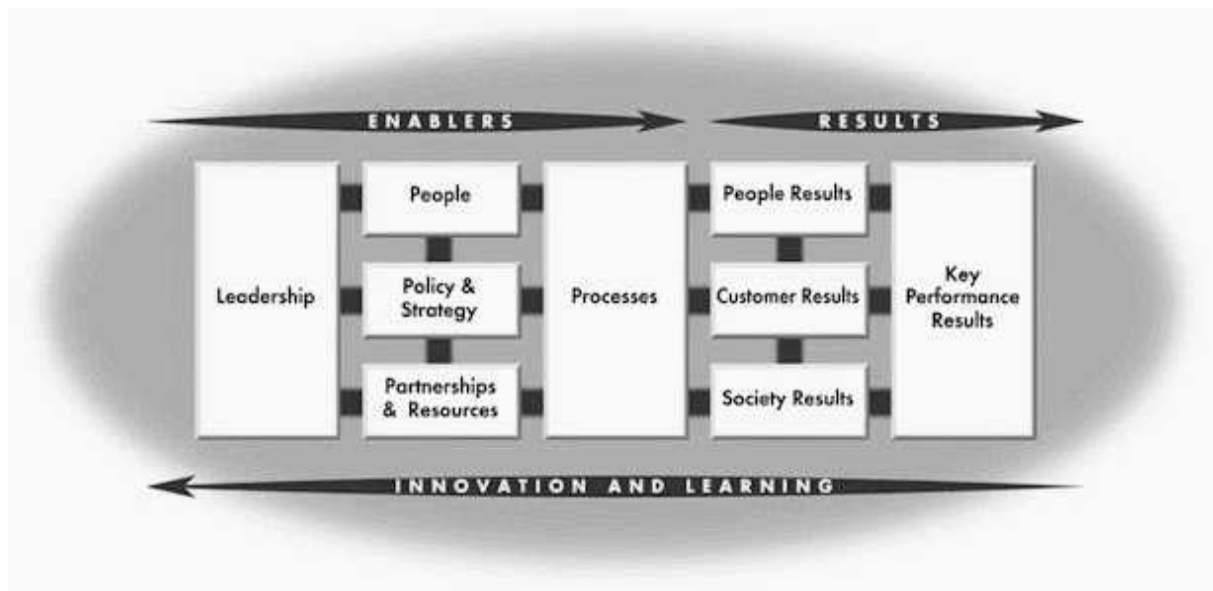 ENABLERS
RESULTS
Leadership
People
Policy &
Strategy
Partnerships
& Resources
Processes
People Results
Customer Results
Society Results
Key
Performance
Results
INNOVATION AND LEARNING